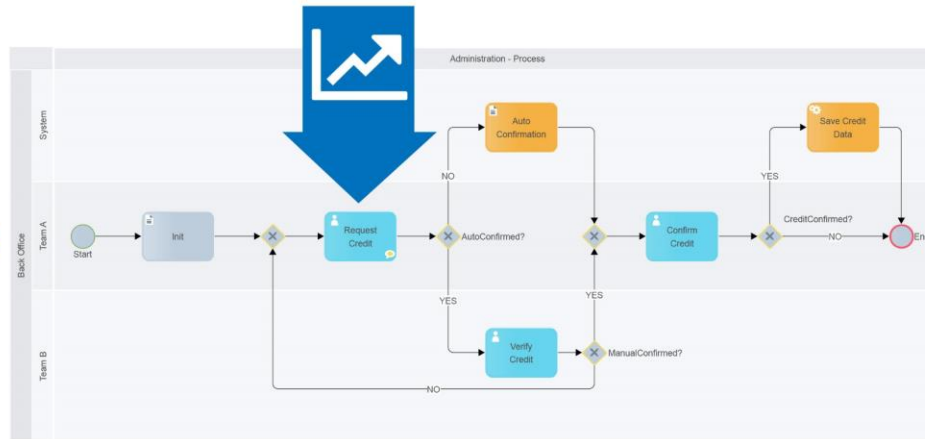 Administration - Process
Back Office
System
Team A
Team B
Auto
Confirmation
Save Credit
Data
NO
YES
Start
Init
Request
Credit
AutoConfirmed?
Confirm
Credit
CreditConfirmed?
NO
YES
YES
Verify
Credit
ManualConfirmed?
NO